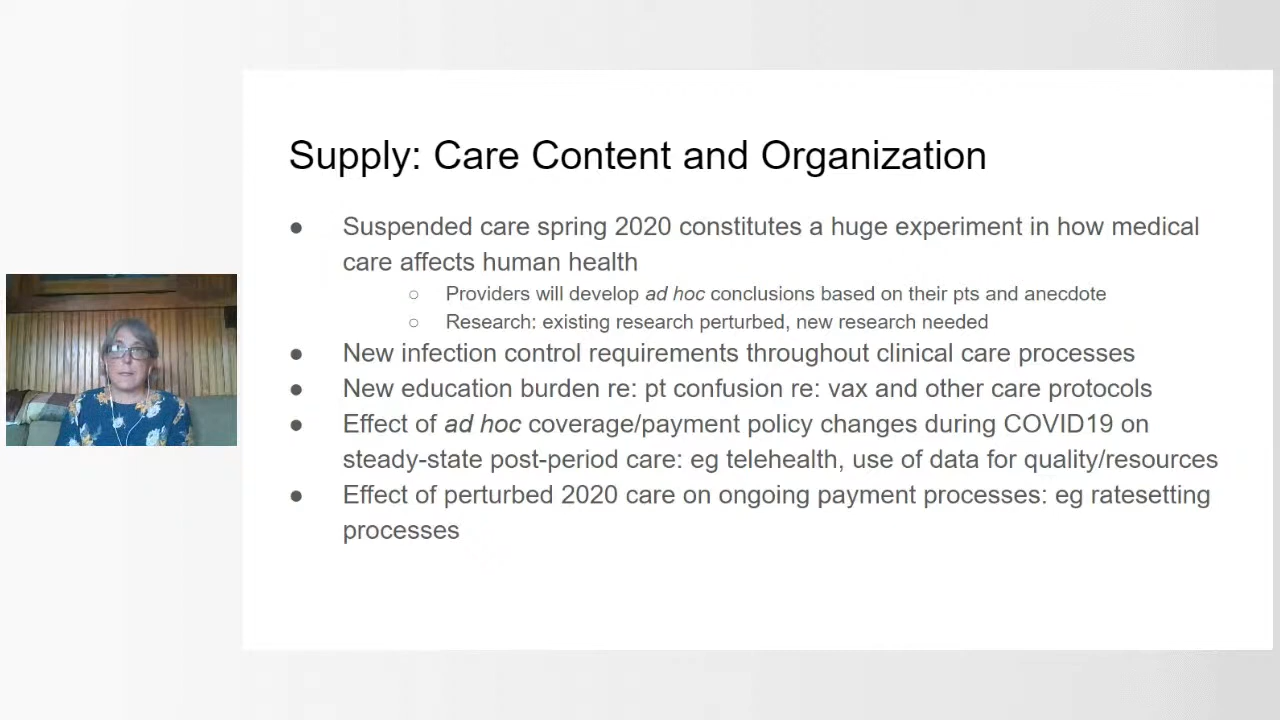 Supply: Care Content and Organization
● Suspended care spring 2020 constitutes a huge experiment in how medical
care affects human health
○ Providers will develop ad hoc conclusions based on their pts and anecdote
○ Research: existing research perturbed, new research needed
● New infection control requirements throughout clinical care processes
● New education burden re: pt confusion re: vax and other care protocols
● Effect of ad hoc coverage/payment policy changes during COVID19 on
steady-state post-period care: eg telehealth, use of data for quality/resources
● Effect of perturbed 2020 care on ongoing payment processes: eg ratesetting
processes